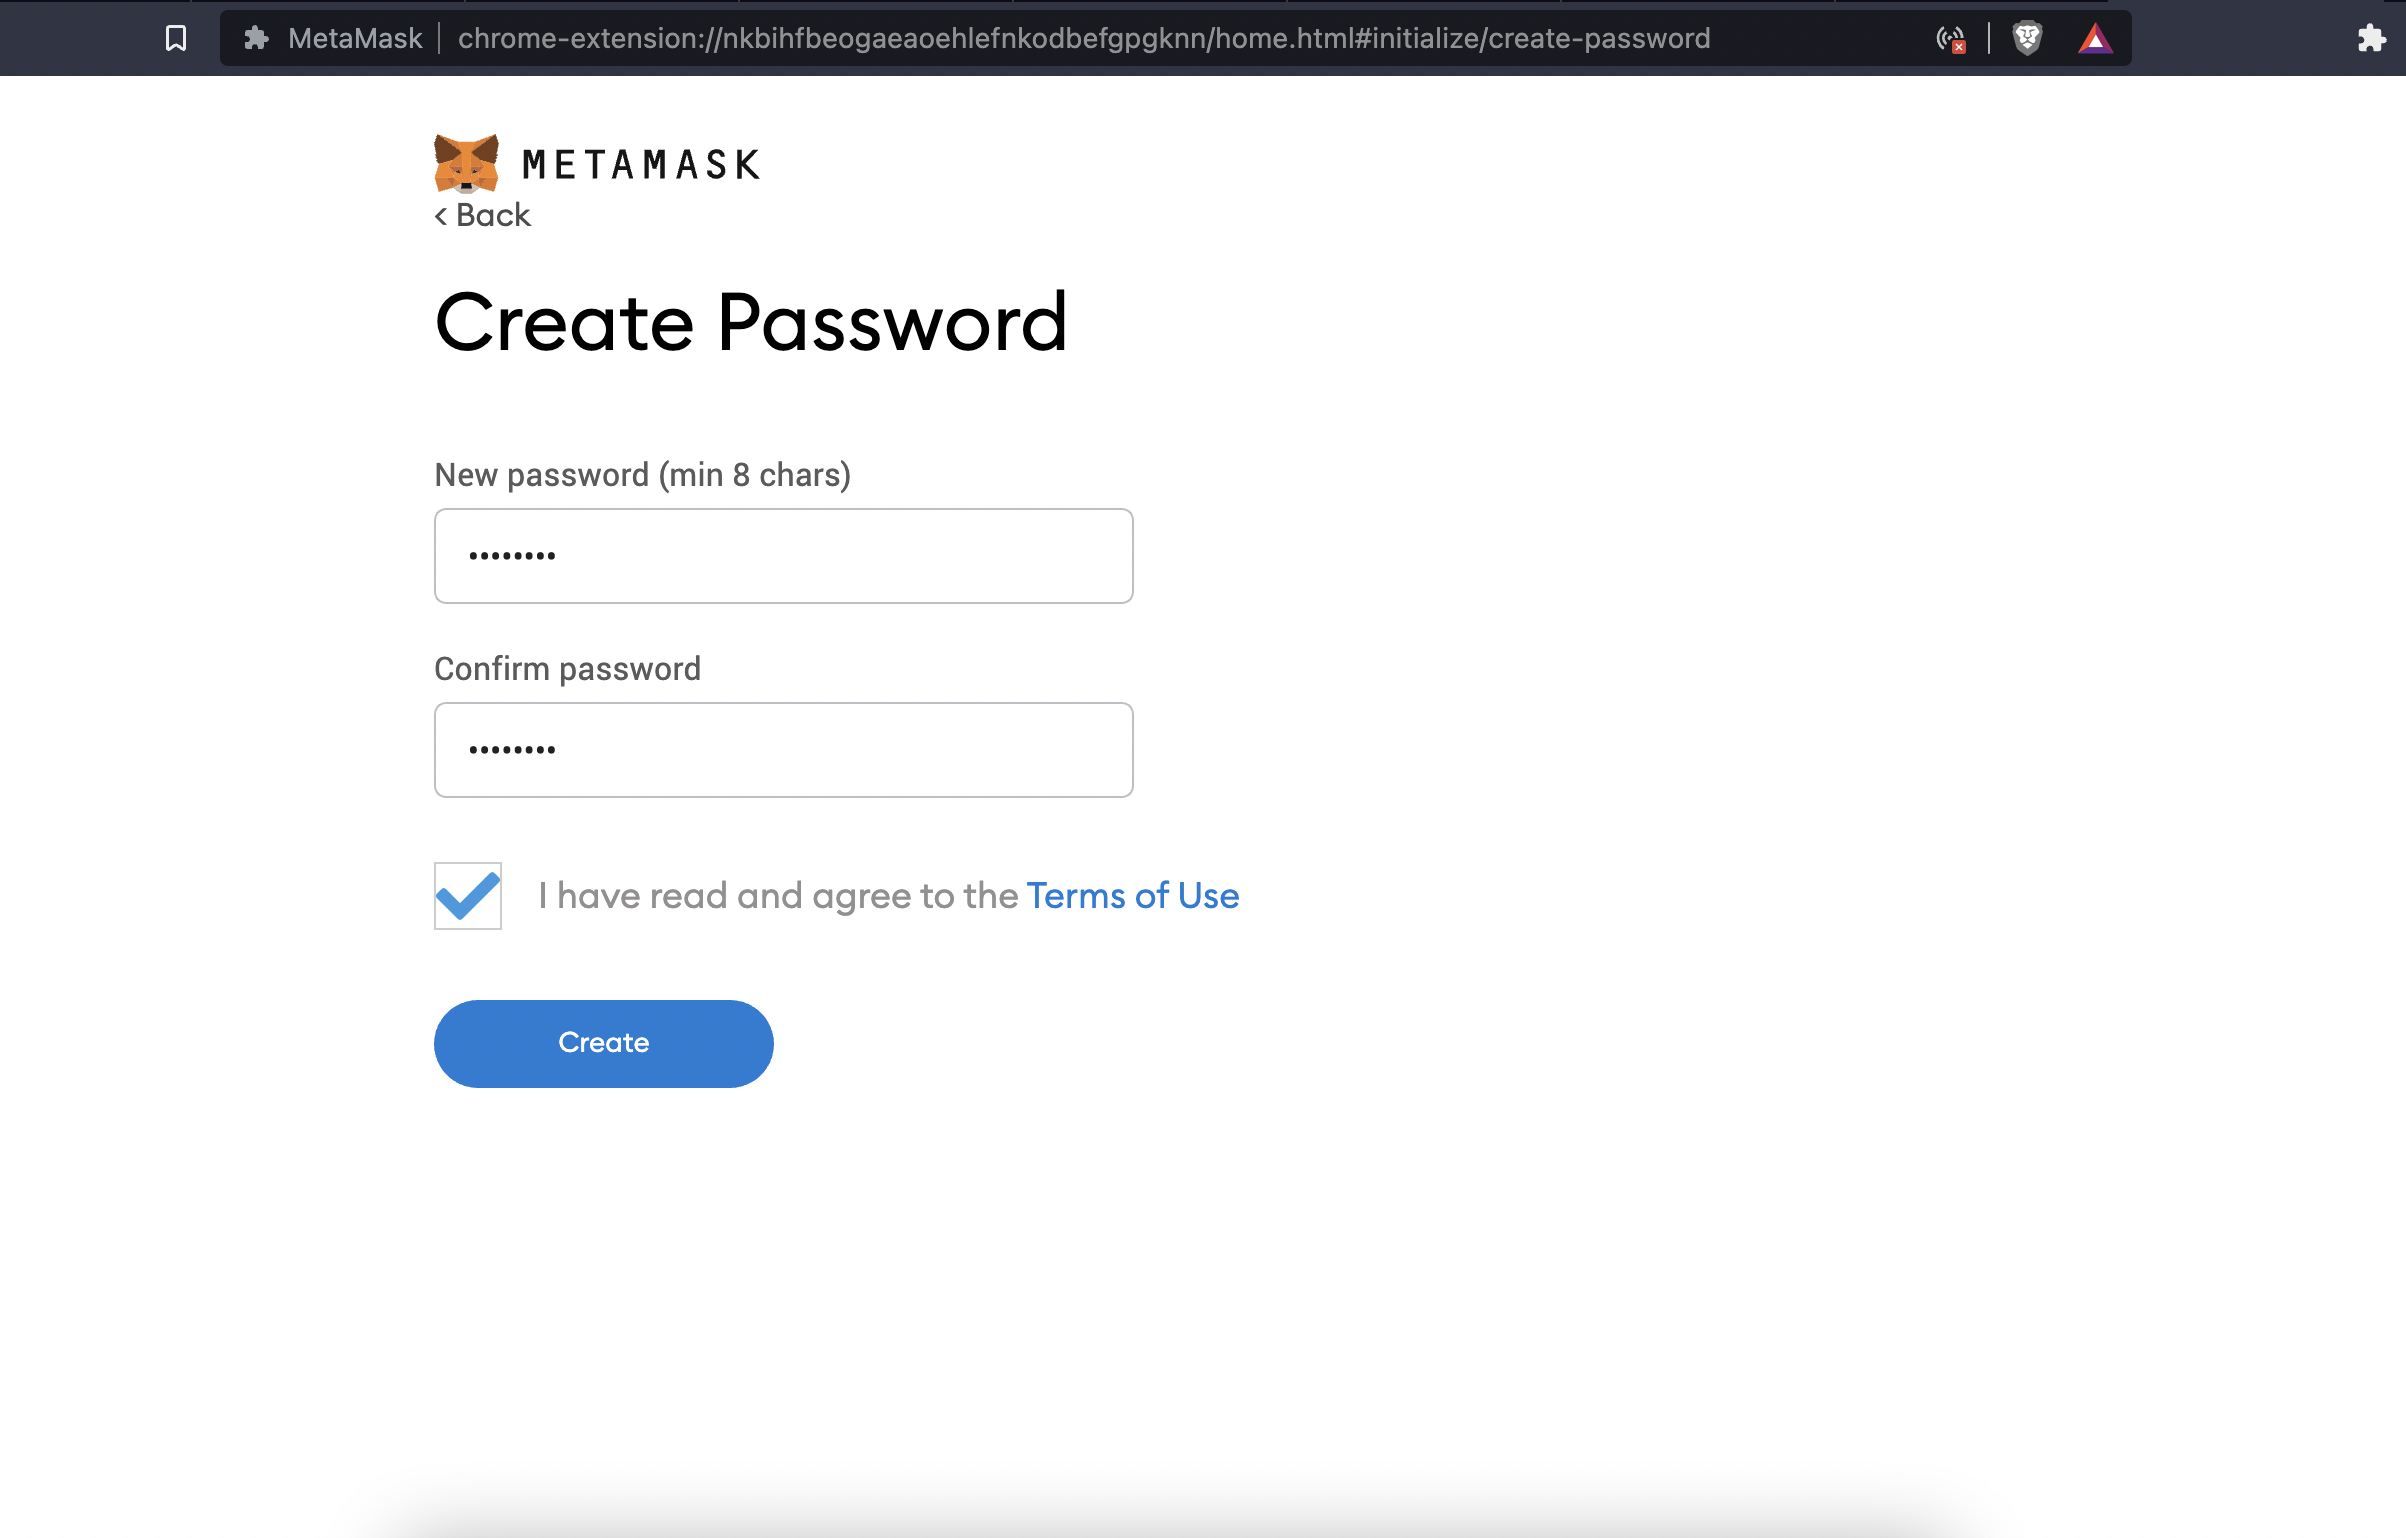 MetaMask | chrome-extension://nkbihfbeogaeaoehlefnkodbefgpgknn/home.html#initialize/create-password
METAMASK
< Back
Create Password
New password (min 8 chars)
••••••••
Confirm password
••••••••
I have read and agree to the Terms of Use
Create